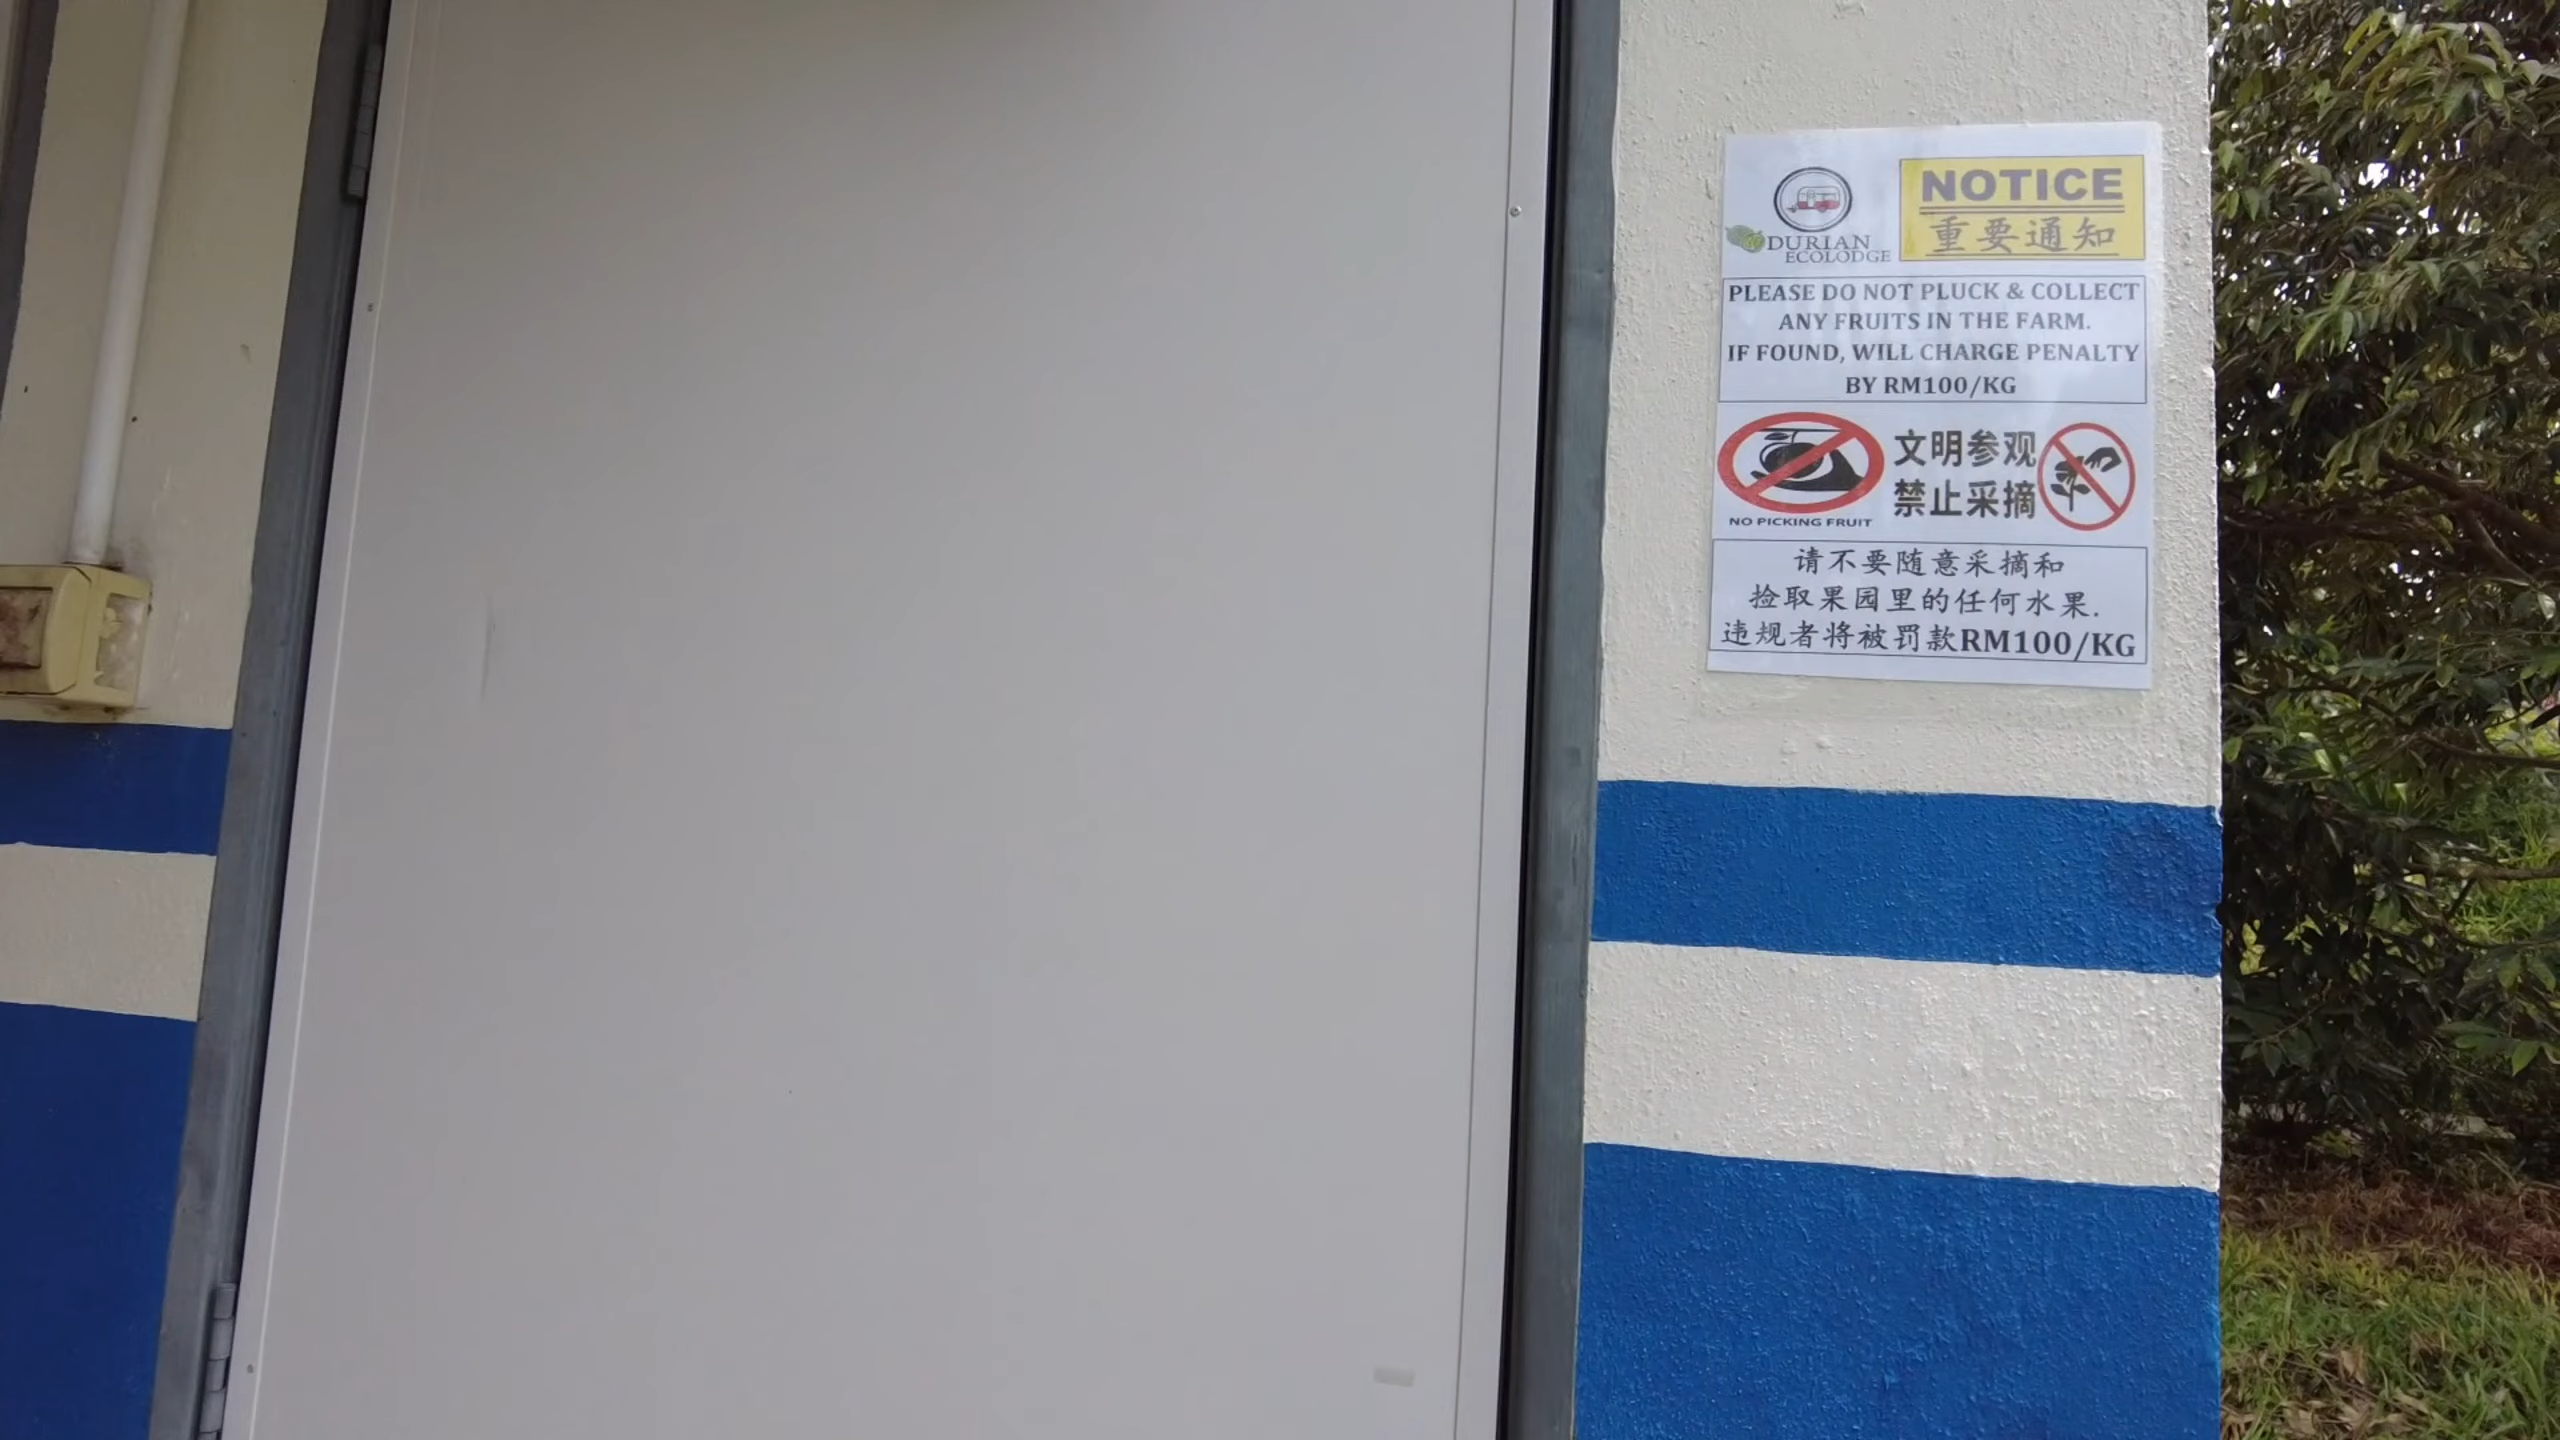 DURIAN
ECOLODGE
NOTICE
重要通知
PLEASE DO NOT PLUCK & COLLECT
ANY FRUITS IN THE FARM.
IF FOUND, WILL CHARGE PENALTY
BY RM100/KG
NO PICKING FRUIT
文明参观
禁止采摘
请不要随意采摘和
捡取果园里的任何水果.
违规者将被罚款RM100/KG